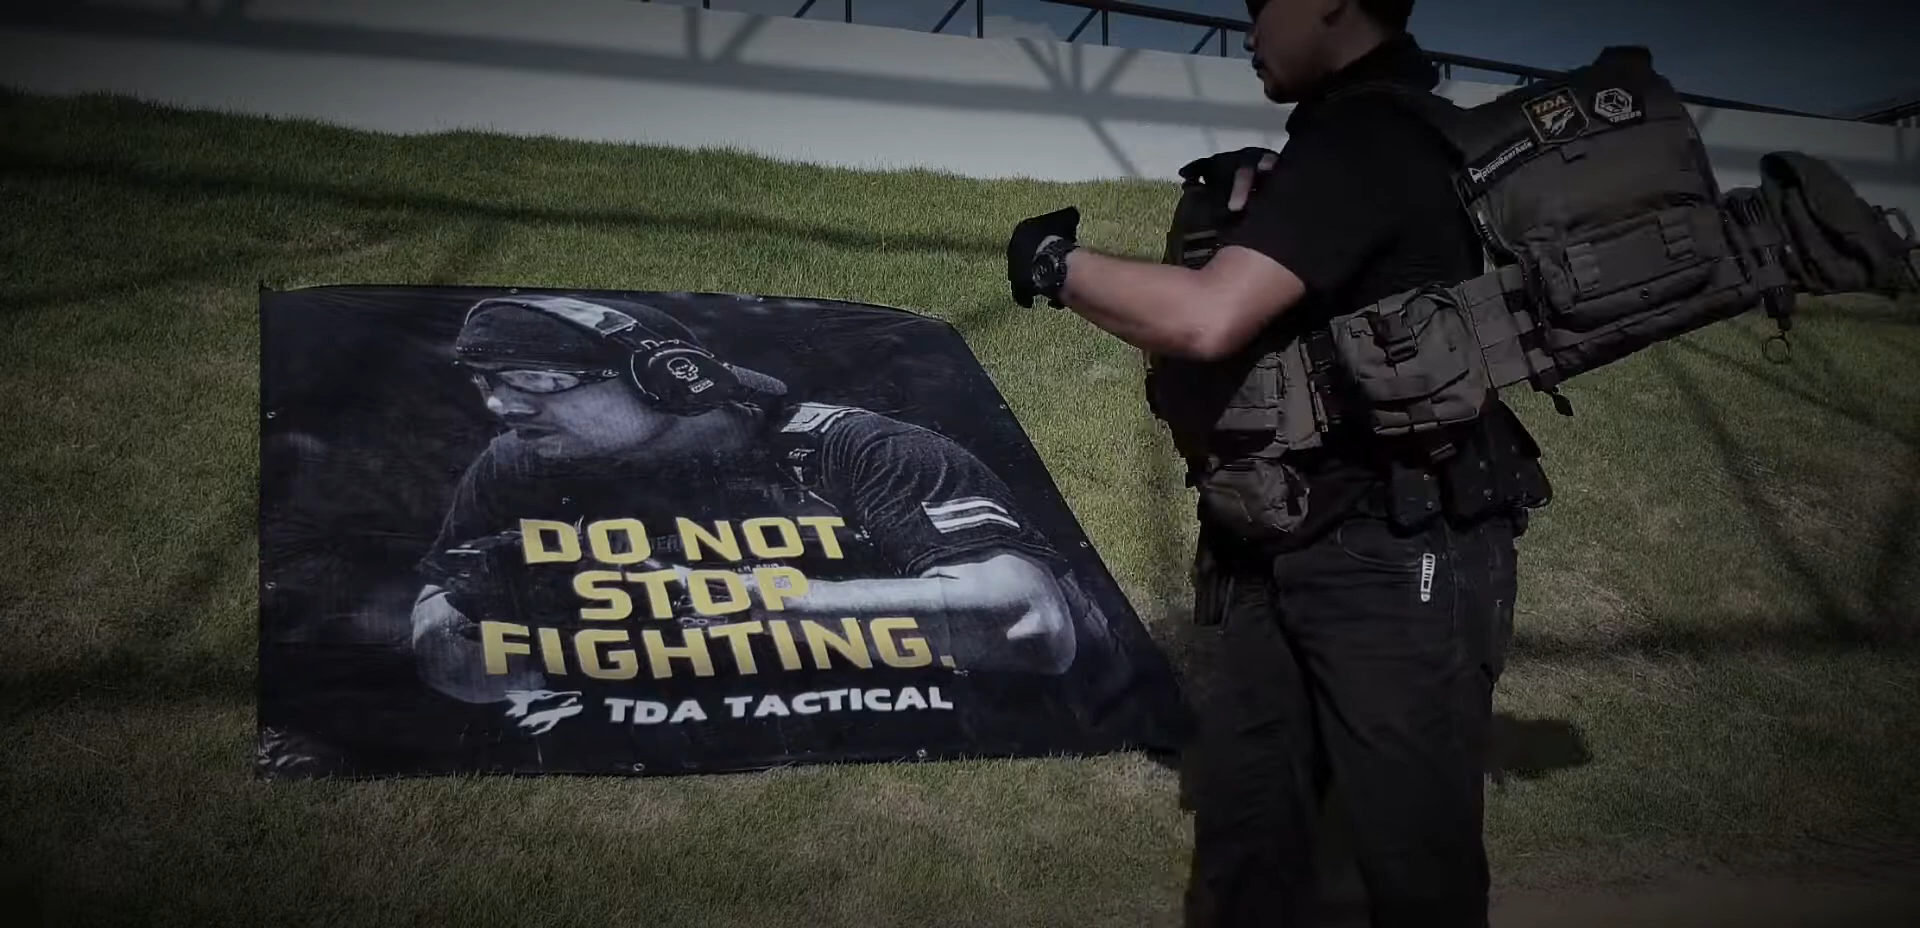 DO NOT
STOP
FIGHTING.
TDA TACTICAL
TDA